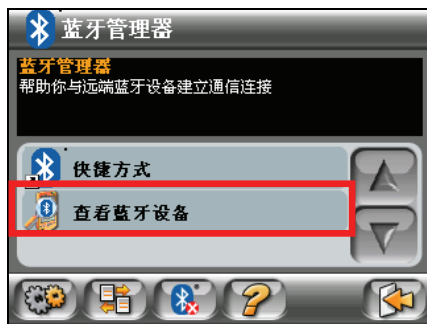 蓝牙管理器
蓝牙管理器
帮助你与远端蓝牙设备建立通信连接
快健方式
查看蓝牙设备